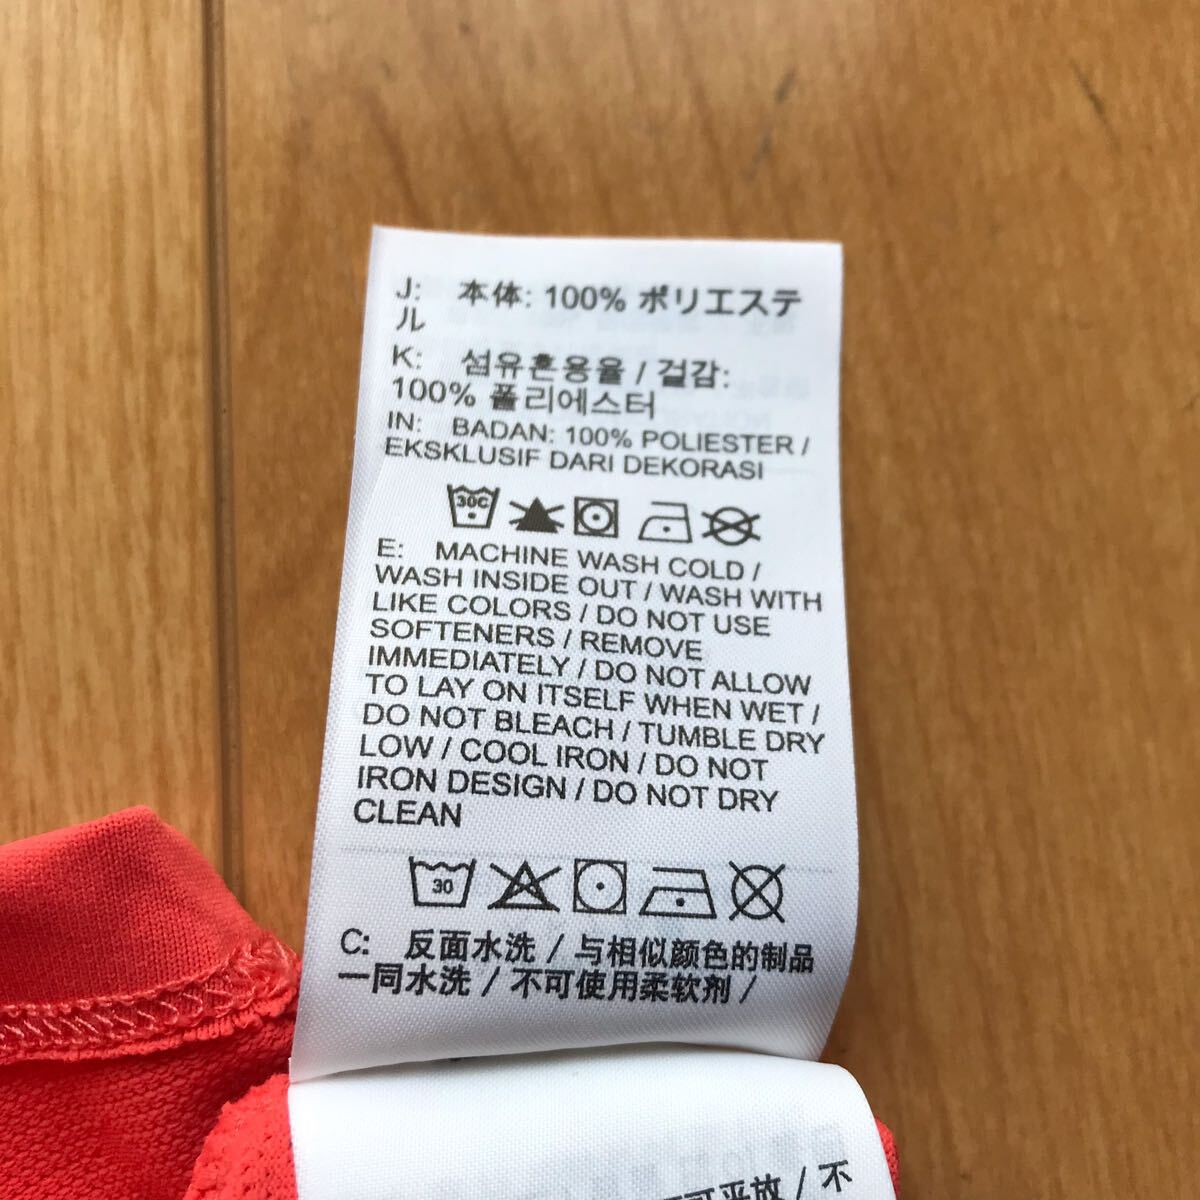 J: 本体: 100% ポリエステ
ル
K: 섬유혼용율 / 겉감:
100% 폴리에스터
IN: BADAN: 100% POLIESTER /
EKSKLUSIF DARI DEKORASI
30C
E: MACHINE WASH COLD /
WASH INSIDE OUT / WASH WITH
LIKE COLORS / DO NOT USE
SOFTENERS / REMOVE
IMMEDIATELY / DO NOT ALLOW
TO LAY ON ITSELF WHEN WET /
DO NOT BLEACH / TUMBLE DRY
LOW / COOL IRON / DO NOT
IRON DESIGN / DO NOT DRY
CLEAN
30
C: 反面水洗 / 与相似颜色的制品
一同水洗 / 不可使用柔软剂 /
可平放 / 不